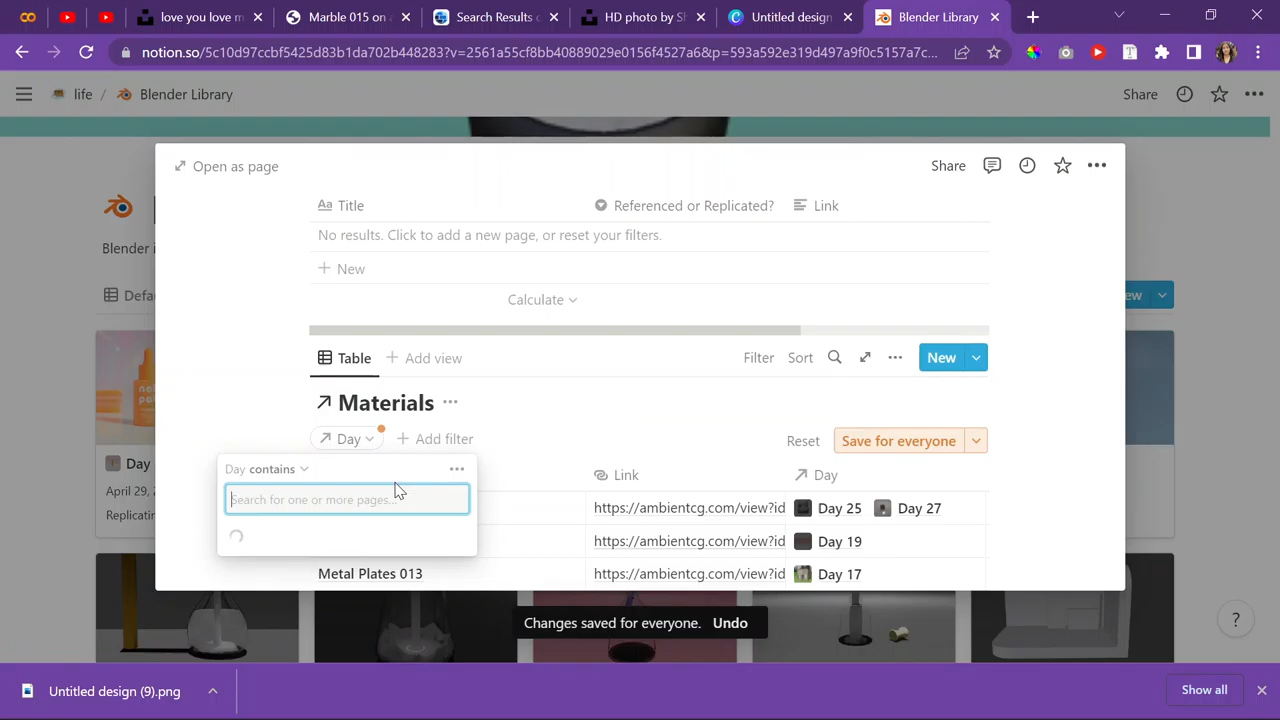 love you love m
Marble 015 on a
Search Results o
HD photo by Sh
Untitled design
Blender Library
notion.so/5c10d97ccbf5425d83b1da702b448283?v=2561a55cf8bb40889029e0156f4527a6&p=593a592e319d497a9f0c5157a7c...
life / Blender Library
Share
Open as page
Share
Aa Title
Referenced or Replicated?
Link
No results. Click to add a new page, or reset your filters.
Blender i
New
Defa
ew
Calculate
Table
Add view
Filter
Sort
New
Materials
Day
Add filter
Reset
Save for everyone
Day
April 29,
Replicatin
Day contains
Link
Day
Search for one or more pages...
https://ambientcg.com/view?id
Day 25
Day 27
https://ambientcg.com/view?id
Day 19
Metal Plates 013
https://ambientcg.com/view?id
Day 17
Changes saved for everyone.
Undo
?
Untitled design (9).png
Show all